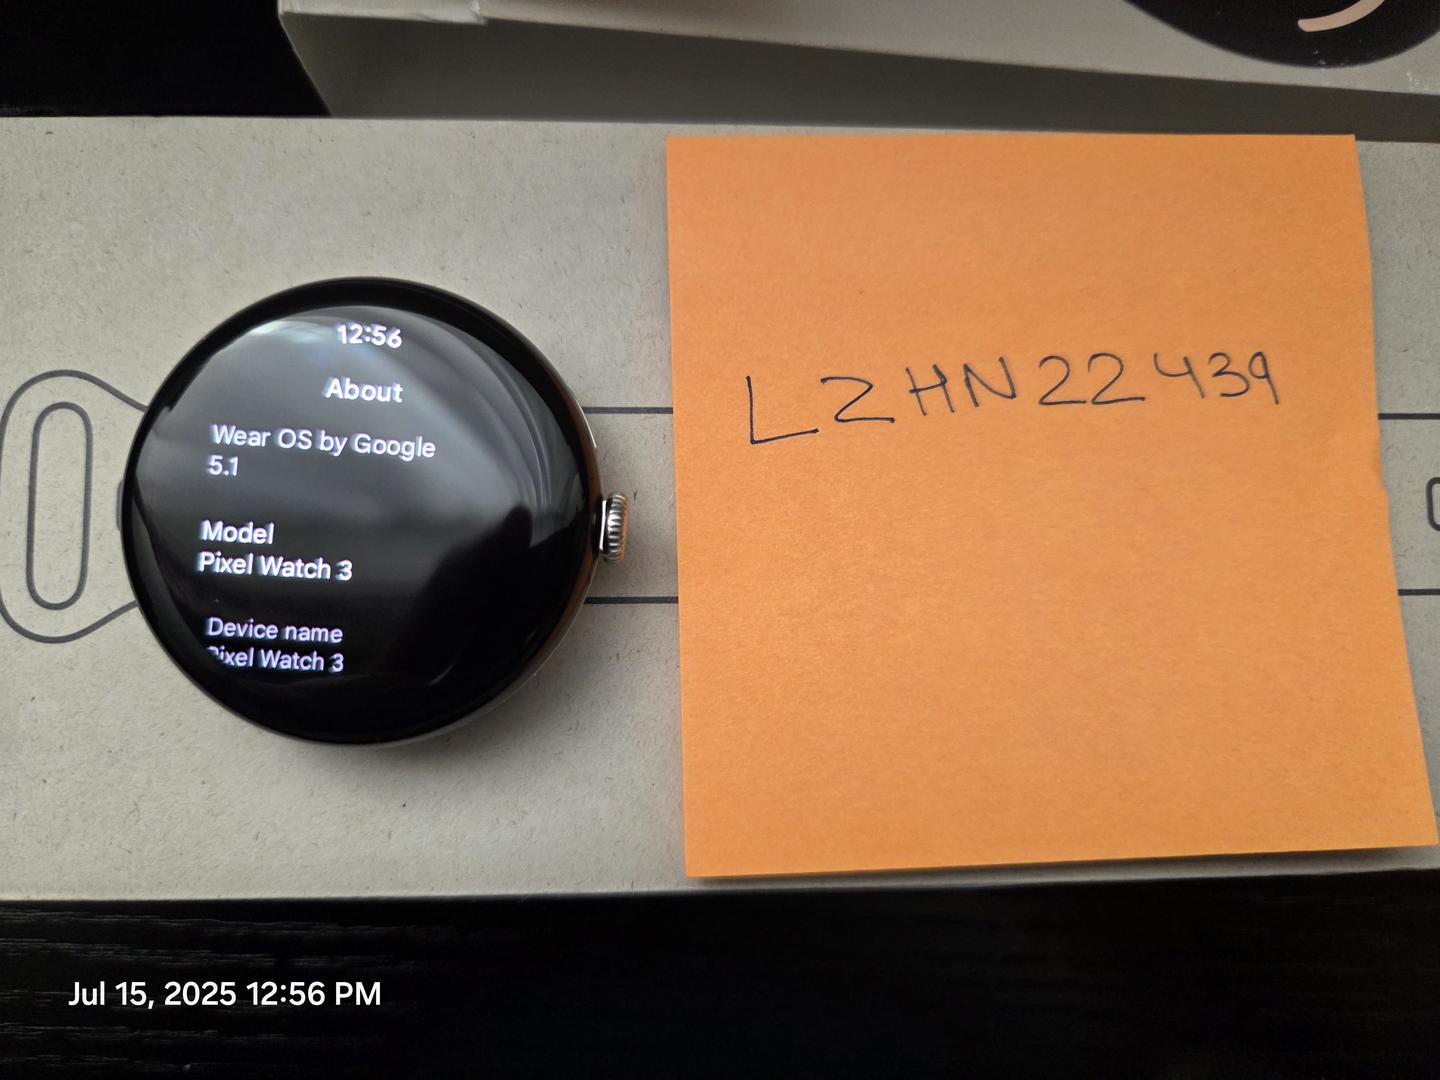 12:56
About
Wear OS by Google
5.1
Model
Pixel Watch 3
Device name
Pixel Watch 3
LZHN22439
Jul 15, 2025 12:56 PM